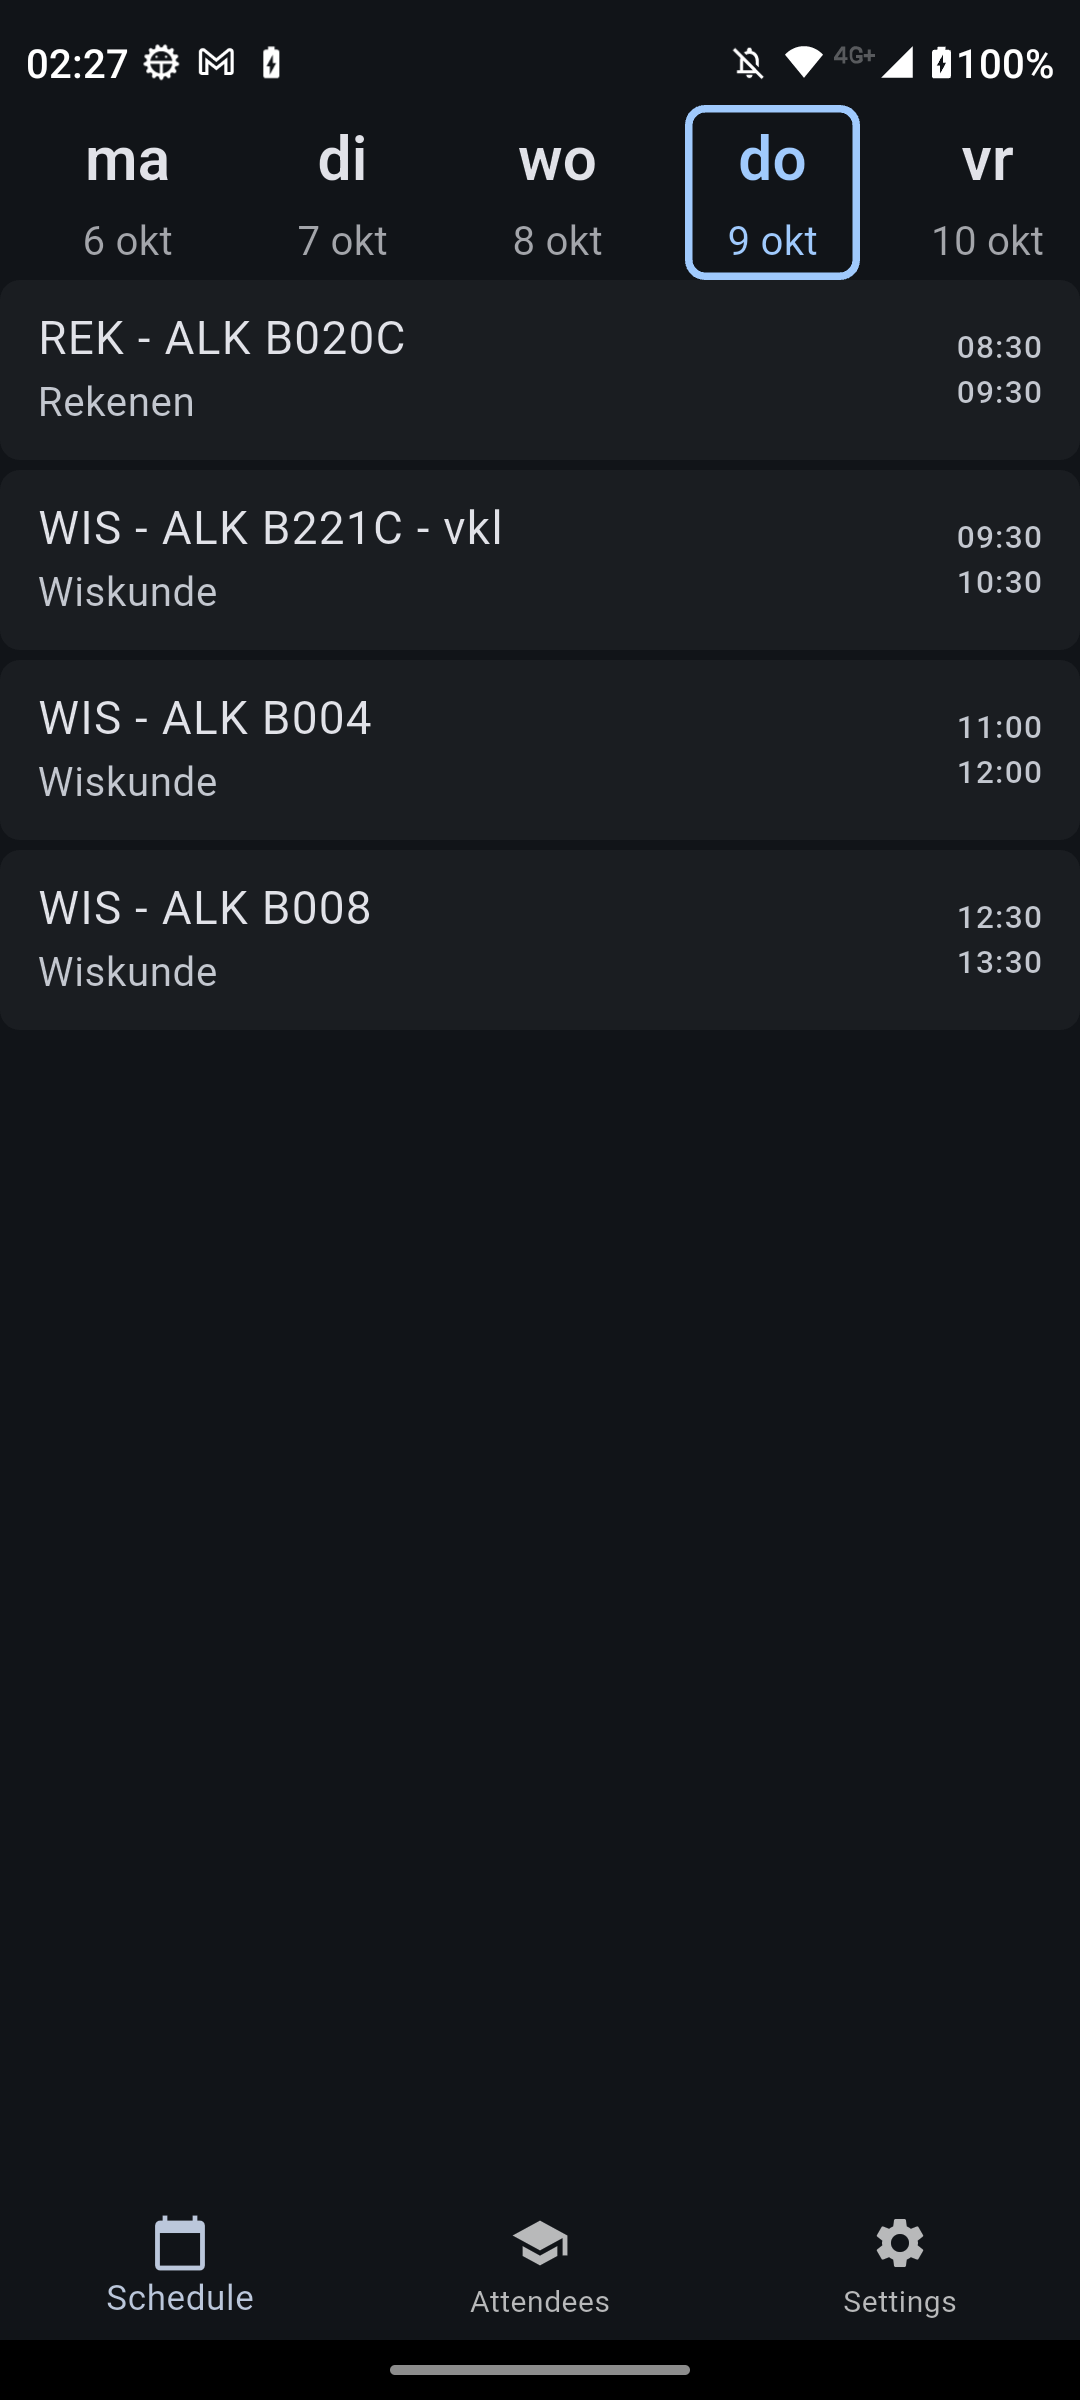 02:27 4G+ 100%
ma di wo do vr
6 okt 7 okt 8 okt 9 okt 10 okt
REK - ALK B020C
Rekenen
08:30
09:30
WIS - ALK B221C - vkl
Wiskunde
09:30
10:30
WIS - ALK B004
Wiskunde
11:00
12:00
WIS - ALK B008
Wiskunde
12:30
13:30
Schedule Attendees Settings